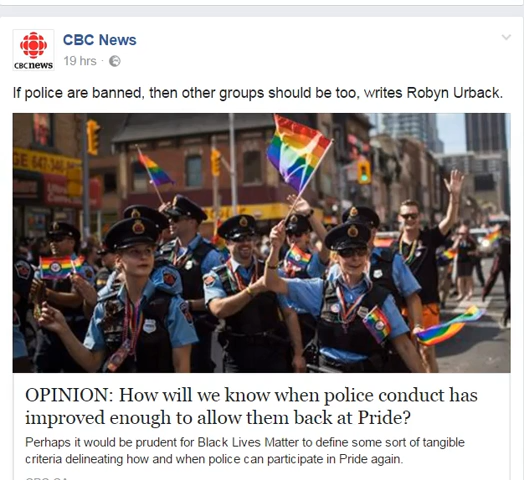 CBC News
CBCNEWS
19 hrs ·
If police are banned, then other groups should be too, writes Robyn Urback.
OPINION: How will we know when police conduct has
improved enough to allow them back at Pride?
Perhaps it would be prudent for Black Lives Matter to define some sort of tangible
criteria delineating how and when police can participate in Pride again.